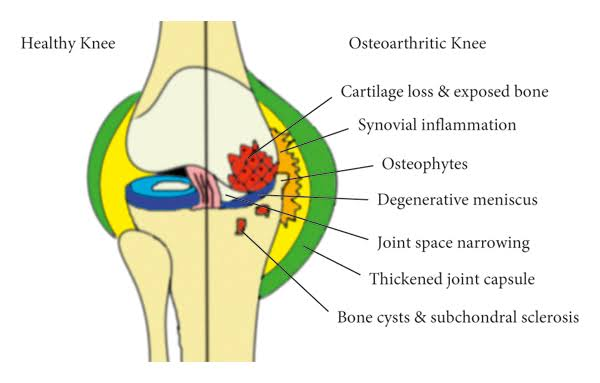 Healthy Knee
Osteoarthritic Knee
Cartilage loss & exposed bone
Synovial inflammation
Osteophytes
Degenerative meniscus
Joint space narrowing
Thickened joint capsule
Bone cysts & subchondral sclerosis